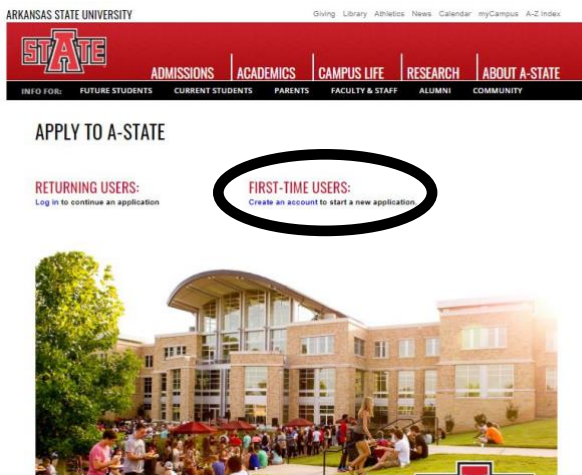 ARKANSAS STATE UNIVERSITY
Giving Library Athletics News Calendar myCampus A-Z Index
STATE
ADMISSIONS ACADEMICS CAMPUS LIFE RESEARCH ABOUT A-STATE
INFO FOR: FUTURE STUDENTS CURRENT STUDENTS PARENTS FACULTY & STAFF ALUMNI COMMUNITY
APPLY TO A-STATE
RETURNING USERS:
Log in to continue an application
FIRST-TIME USERS:
Create an account to start a new application.